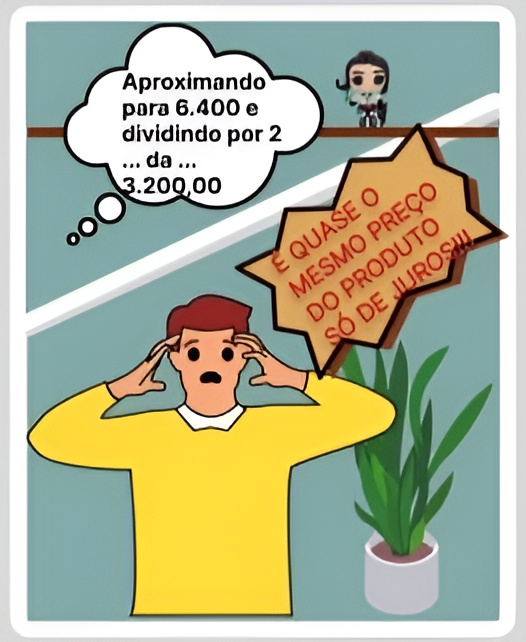 Aproximando
para 6.400 e
dividindo por 2
... da ...
3.200,00
É QUASE O
MESMO PREÇO
DO PRODUTO
SÓ DE JUROS!!!